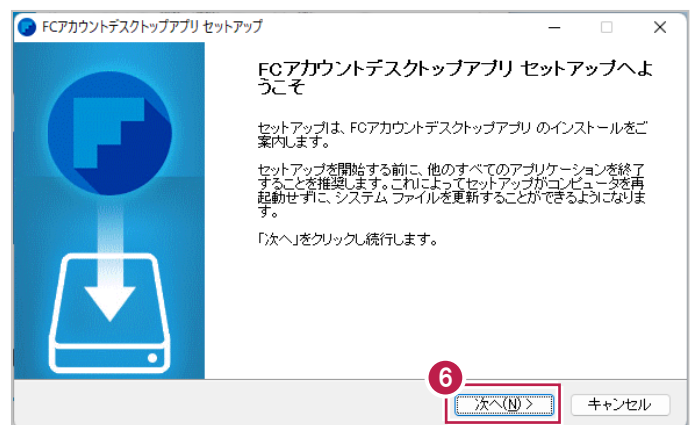 FCアカウントデスクトップアプリ セットアップ
FCアカウントデスクトップアプリ セットアップへよ
うこそ
セットアップは、FCアカウントデスクトップアプリ のインストールをご
案内します。
セットアップを開始する前に、他のすべてのアプリケーションを終了
することを推奨します。これによってセットアップがコンピュータを再
起動せずに、システム ファイルを更新することができるようになりま
す。
「次へ」をクリックし続行します。
6
次へ(N) >
キャンセル